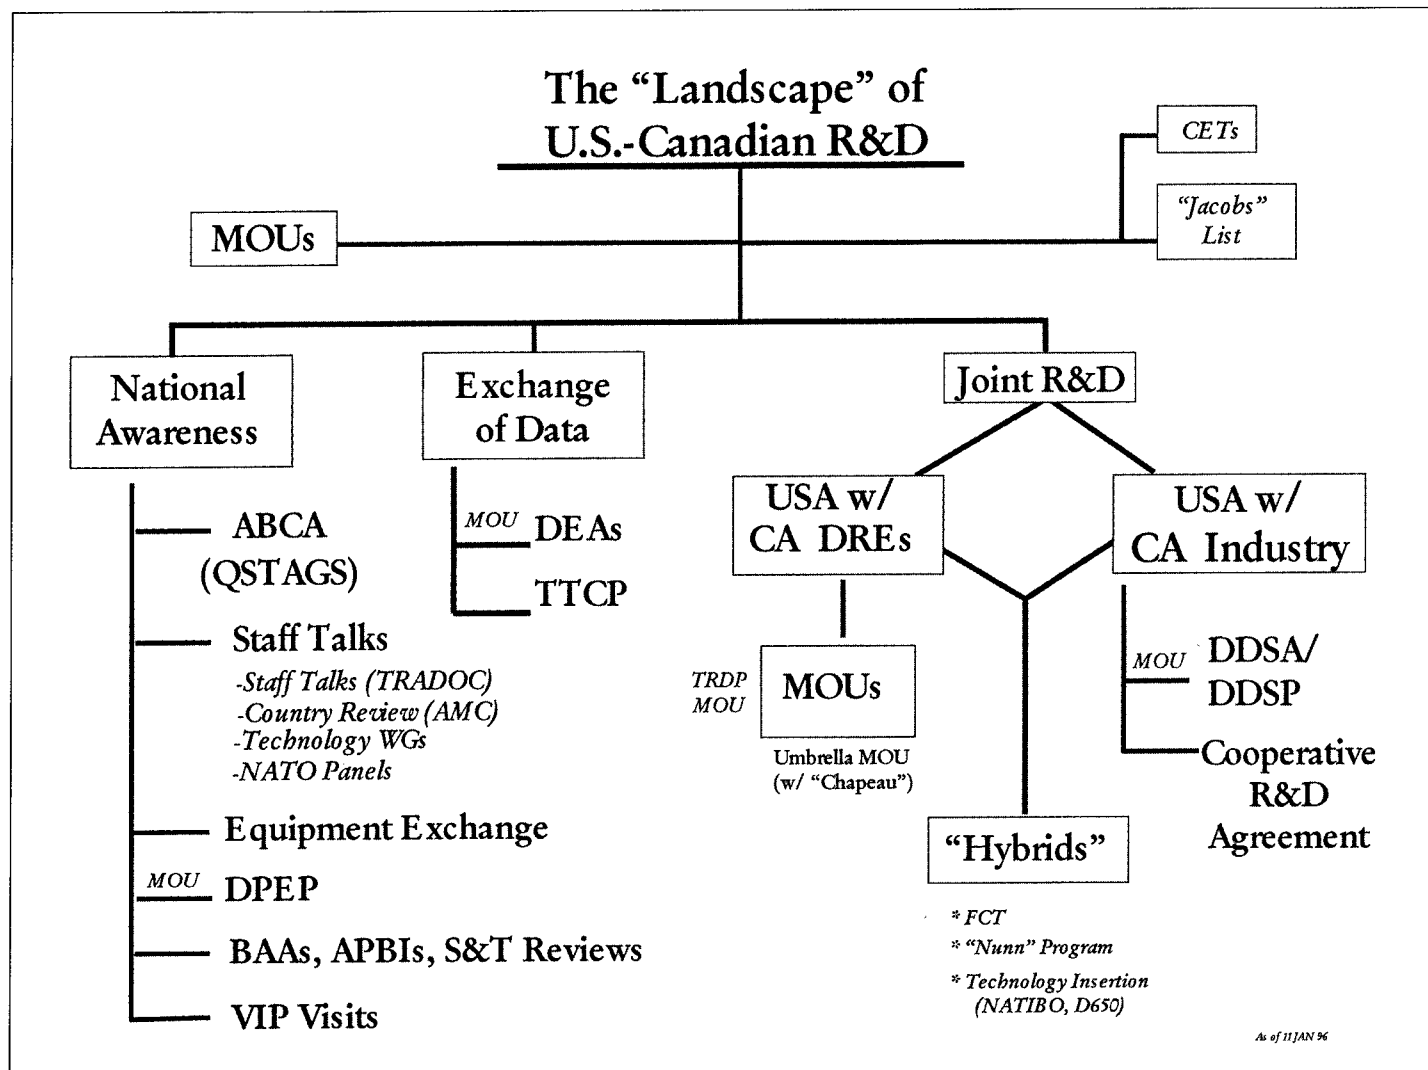 The “Landscape” of
U.S.-Canadian R&D
CETs
“Jacobs”
List
MOUs
National
Awareness
ABCA
(QSTAGS)
Staff Talks
-Staff Talks (TRADOC)
-Country Review (AMC)
-Technology WGs
-NATO Panels
Equipment Exchange
MOU DPEP
BAAs, APBIs, S&T Reviews
VIP Visits
Exchange
of Data
MOU DEAs
TTCP
Joint R&D
USA w/
CA DREs
TRDP
MOU
MOUs
Umbrella MOU
(w/ “Chapeau”)
USA w/
CA Industry
MOU DDSA/
DDSP
Cooperative
R&D
Agreement
“Hybrids”
* FCT
* “Nunn” Program
* Technology Insertion
(NATIBO, D650)
As of 11 JAN 96